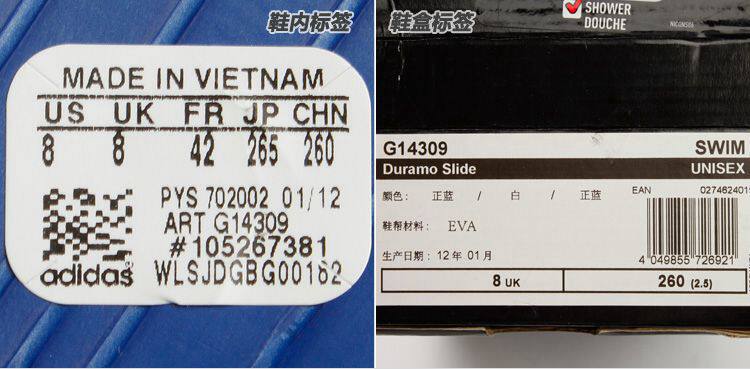 鞋内标签
MADE IN VIETNAM
US UK FR JP CHN
8 8 42 265 260
PYS 702002 01/12
ART G14309
#105267381
adidas WLSJDGBG00162
鞋盒标签
SHOWER
DOUCHE
G14309 SWIM
Duramo Slide UNISEX
颜色: 正蓝 / 白 / 正蓝
EAN 0274624019
鞋帮材料: EVA
生产日期: 12年 01月
4 049855 726921
8 UK 260 (2.5)